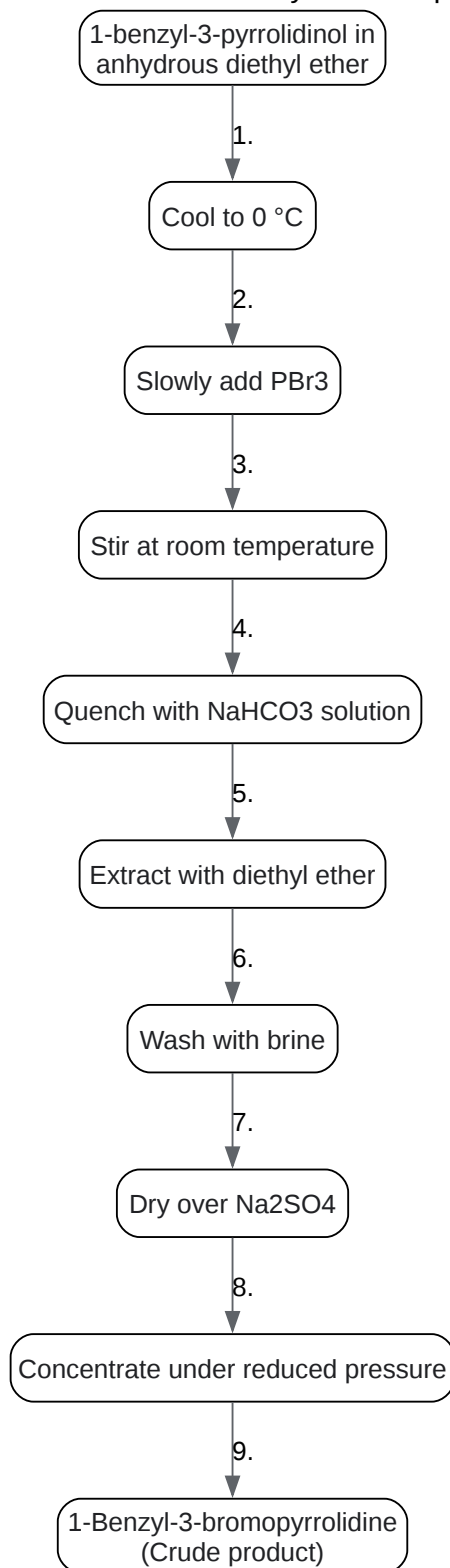 1-benzyl-3-pyrrolidinol in
anhydrous diethyl ether
1.
Cool to 0 °C
2.
Slowly add PBr3
3.
Stir at room temperature
4.
Quench with NaHCO3 solution
5.
Extract with diethyl ether
6.
Wash with brine
7.
Dry over Na2SO4
8.
Concentrate under reduced pressure
9.
1-Benzyl-3-bromopyrrolidine
(Crude product)